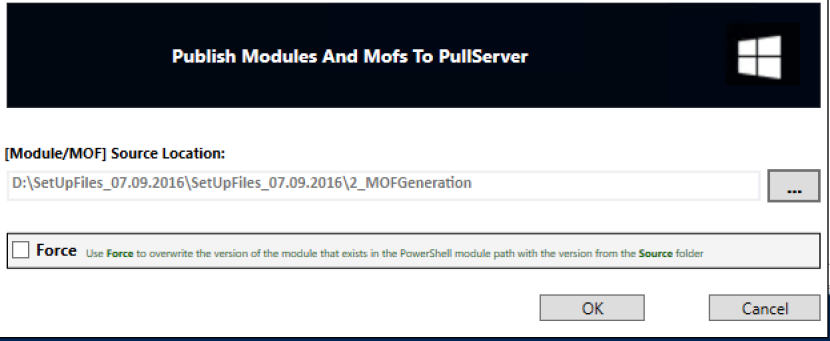 Publish Modules And Mofs To PullServer
[Module/MOF] Source Location:
D:\SetUpFiles_07.09.2016\SetUpFiles_07.09.2016\2_MOFGeneration
...
Force Use Force to overwrite the version of the module that exists in the PowerShell module path with the version from the Source folder
OK Cancel